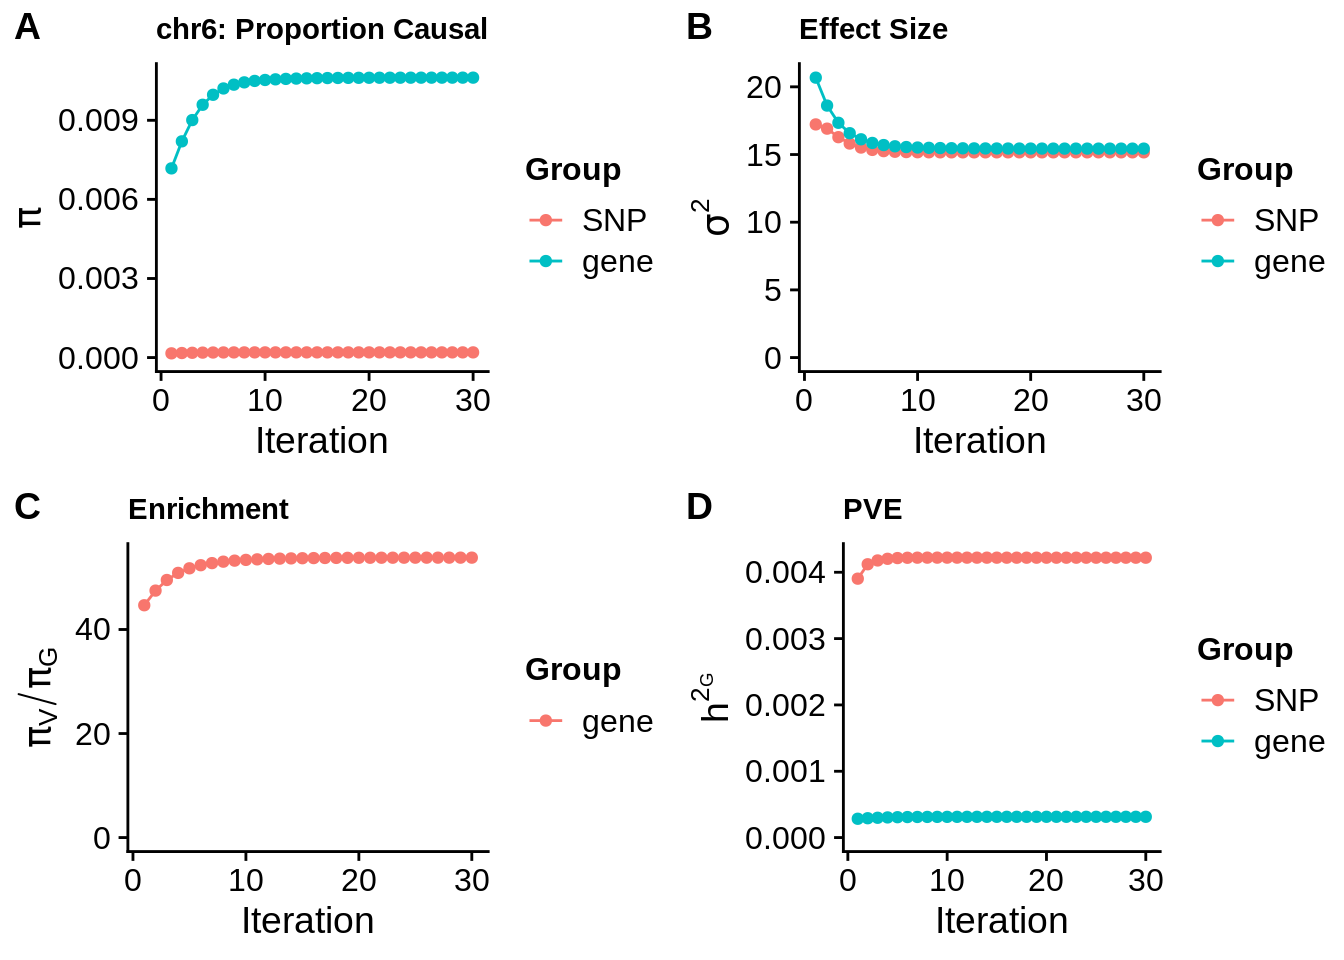 A
chr6: Proportion Causal
π
0.009
0.006
0.003
0.000
0 10 20 30
Iteration
Group
SNP
gene
B
Effect Size
σ²
20
15
10
5
0
0 10 20 30
Iteration
Group
SNP
gene
C
Enrichment
πV/πG
40
20
0
0 10 20 30
Iteration
Group
gene
D
PVE
h2G
0.004
0.003
0.002
0.001
0.000
0 10 20 30
Iteration
Group
SNP
gene